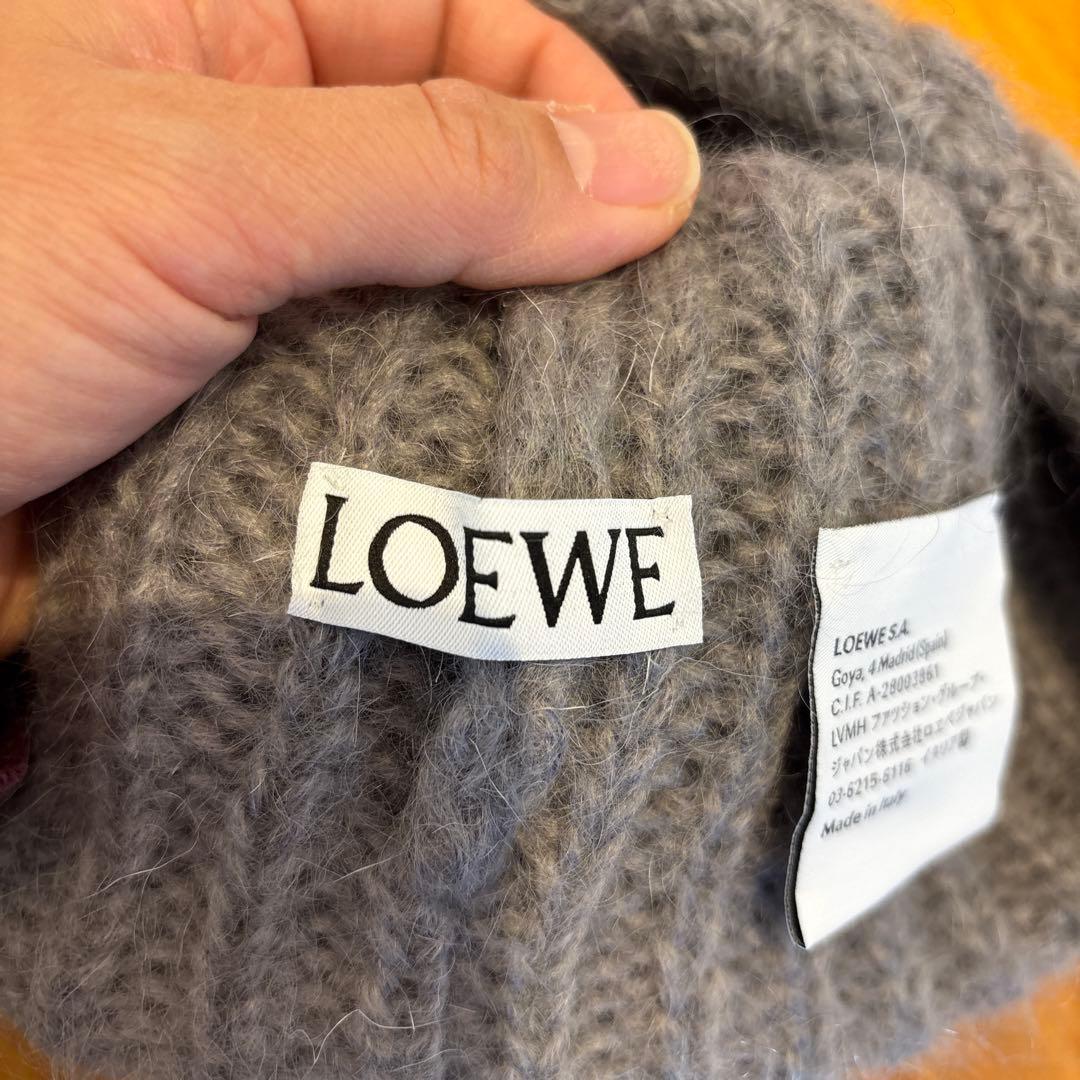 LOEWE
LOEWE S.A.
Goya, 4 Madrid (Spain)
C.I.F. A-28003861
LVMH ファッション・グループ・
ジャパン株式会社ロエベジャパン
03-6215-6116 イタリア製
Made in Italy